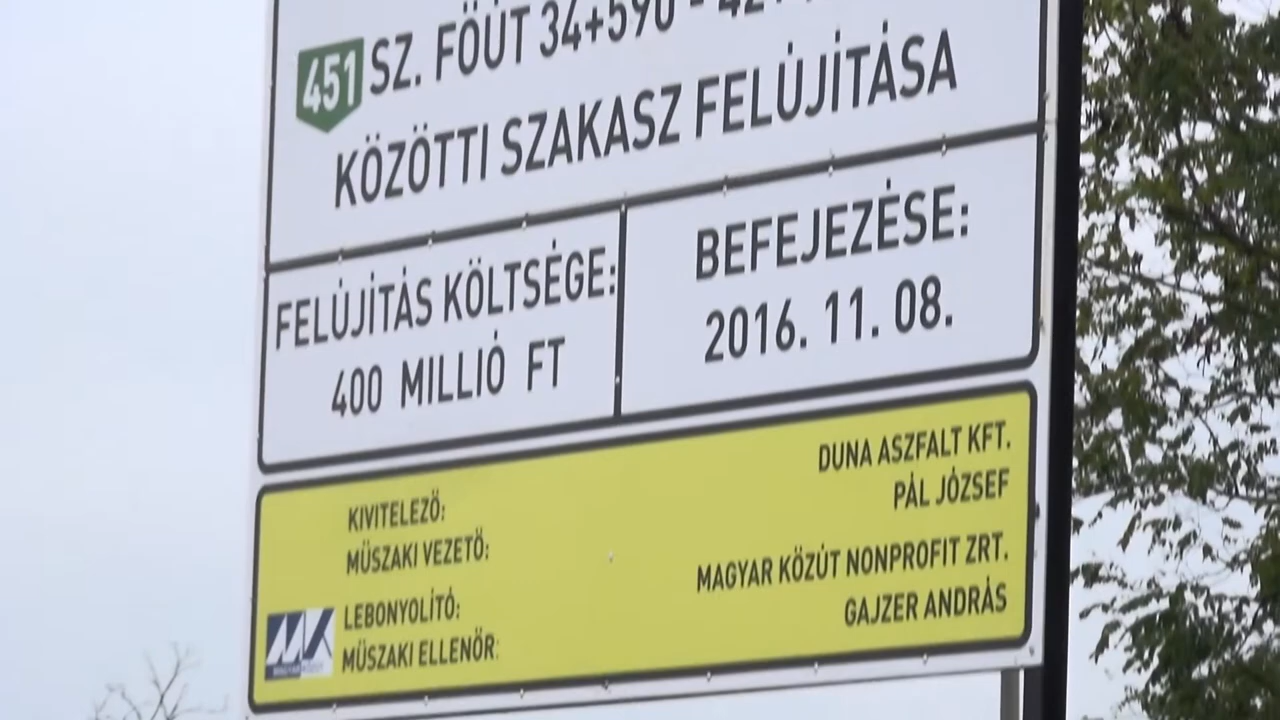 451 SZ. FŐÚT 34+590 -
KÖZÖTTI SZAKASZ FELÚJÍTÁSA
FELÚJÍTÁS KÖLTSÉGE:
400 MILLIÓ FT
BEFEJEZÉSE:
2016. 11. 08.
KIVITELEZŐ: DUNA ASZFALT KFT.
MŰSZAKI VEZETŐ: PÁL JÓZSEF
LEBONYOLÍTÓ: MAGYAR KÖZÚT NONPROFIT ZRT.
MŰSZAKI ELLENŐR: GAJZER ANDRÁS
MK